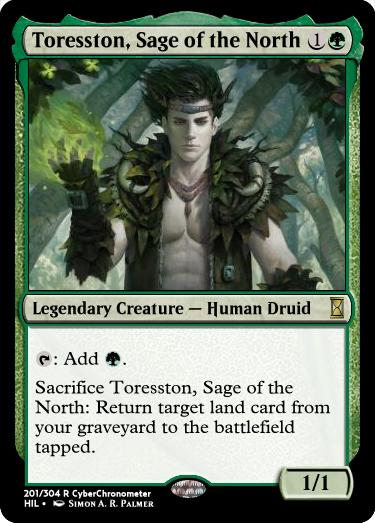 Toresston, Sage of the North 1
Legendary Creature — Human Druid
: Add .
Sacrifice Toresston, Sage of the
North: Return target land card from
your graveyard to the battlefield
tapped.
1/1
201/304 R CyberChronometer
HIL • Simon A. R. Palmer